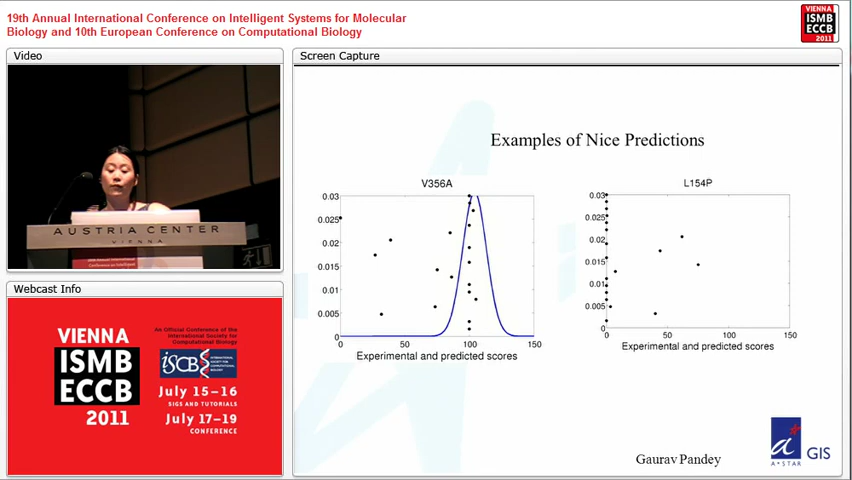 19th Annual International Conference on Intelligent Systems for Molecular
Biology and 10th European Conference on Computational Biology
VIENNA
ISMB
ECCB
2011
Video
AUSTRIA CENTER
VIENNA
Webcast Info
VIENNA
ISMB
ECCB
2011
An Official Conference of the
International Society for
Computational Biology
ISCB
INTERNATIONAL
SOCIETY FOR
COMPUTATIONAL
BIOLOGY
July 15–16
SIGS AND TUTORIALS
July 17–19
CONFERENCE
Screen Capture
Examples of Nice Predictions
V356A
0.03
0.025
0.02
0.015
0.01
0.005
0
0 50 100 150
Experimental and predicted scores
L154P
0.03
0.025
0.02
0.015
0.01
0.005
0
0 50 100 150
Experimental and predicted scores
Gaurav Pandey
a
A★STAR
GIS